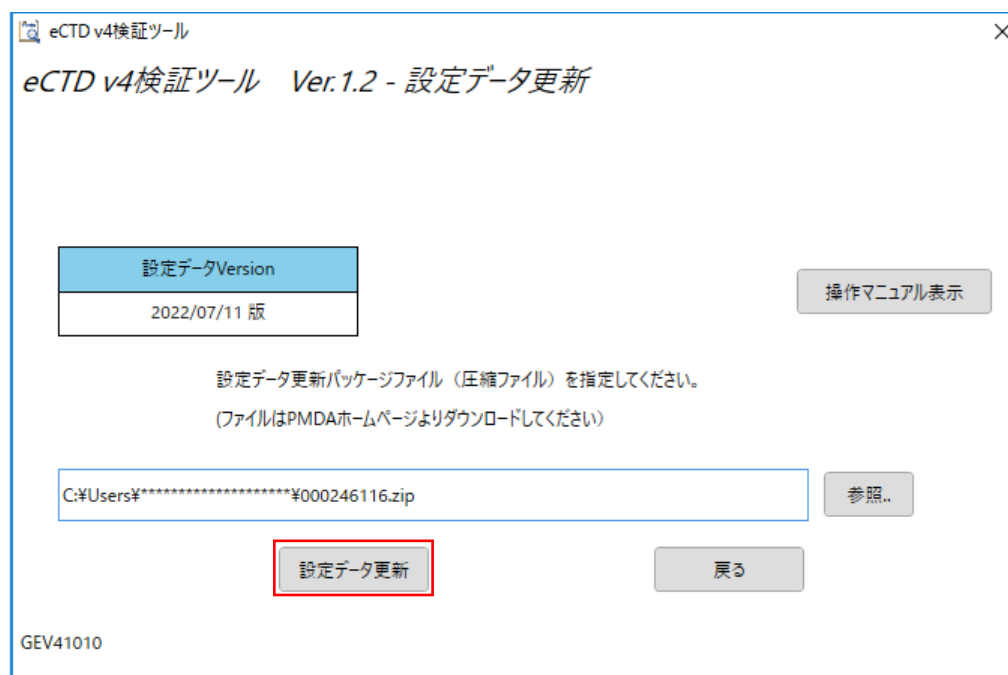 eCTD v4検証ツール
eCTD v4検証ツール　Ver.1.2 - 設定データ更新
設定データVersion
2022/07/11 版
操作マニュアル表示
設定データ更新パッケージファイル（圧縮ファイル）を指定してください。
(ファイルはPMDAホームページよりダウンロードしてください）
C:¥Users¥********************¥000246116.zip
参照..
設定データ更新
戻る
GEV41010